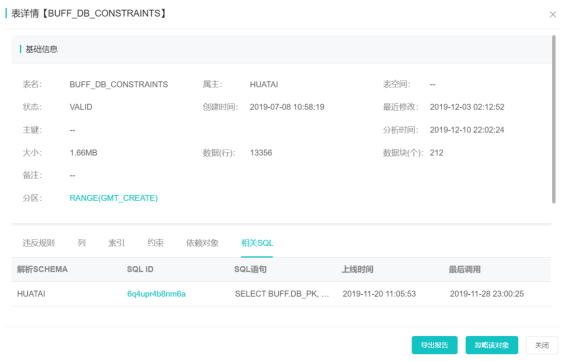 表详情【BUFF_DB_CONSTRAINTS】
基础信息
表名： BUFF_DB_CONSTRAINTS 属主： HUATAI 表空间： --
状态： VALID 创建时间： 2019-07-08 10:58:19 最近修改： 2019-12-03 02:12:52
主键： -- 分析时间： 2019-12-10 22:02:24
大小： 1.66MB 数据(行)： 13356 数据块(个)： 212
备注： --
分区： RANGE(GMT_CREATE)
违反规则 列 索引 约束 依赖对象 相关SQL
解析SCHEMA SQL ID SQL语句 上线时间 最后调用
HUATAI 6q4upr4b8nm6a SELECT BUFF.DB_PK, ... 2019-11-20 11:05:53 2019-11-28 23:00:25
导出报告 忽略该对象 关闭